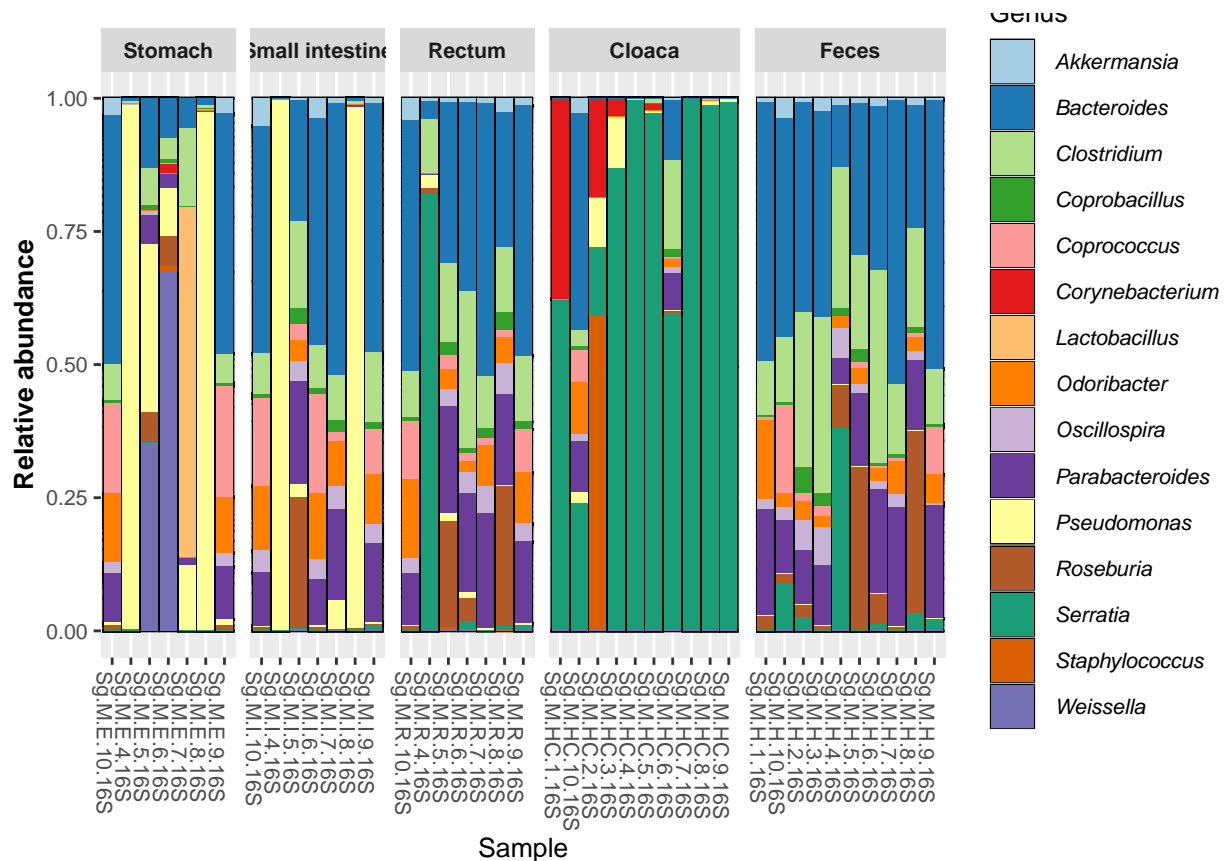 Genus
Stomach
Small intestine
Rectum
Cloaca
Feces
Relative abundance
1.00
0.75
0.50
0.25
0.00
Sg.M.E.10.16S
Sg.M.E.4.16S
Sg.M.E.5.16S
Sg.M.E.6.16S
Sg.M.E.7.16S
Sg.M.E.8.16S
Sg.M.E.9.16S
Sg.M.I.10.16S
Sg.M.I.4.16S
Sg.M.I.5.16S
Sg.M.I.6.16S
Sg.M.I.7.16S
Sg.M.I.8.16S
Sg.M.I.9.16S
Sg.M.R.10.16S
Sg.M.R.4.16S
Sg.M.R.5.16S
Sg.M.R.6.16S
Sg.M.R.7.16S
Sg.M.R.8.16S
Sg.M.R.9.16S
Sg.M.HC.1.16S
Sg.M.HC.10.16S
Sg.M.HC.2.16S
Sg.M.HC.3.16S
Sg.M.HC.4.16S
Sg.M.HC.5.16S
Sg.M.HC.6.16S
Sg.M.HC.7.16S
Sg.M.HC.8.16S
Sg.M.HC.9.16S
Sg.M.H.1.16S
Sg.M.H.10.16S
Sg.M.H.2.16S
Sg.M.H.3.16S
Sg.M.H.4.16S
Sg.M.H.5.16S
Sg.M.H.6.16S
Sg.M.H.7.16S
Sg.M.H.8.16S
Sg.M.H.9.16S
Sample
Akkermansia
Bacteroides
Clostridium
Coprobacillus
Coprococcus
Corynebacterium
Lactobacillus
Odoribacter
Oscillospira
Parabacteroides
Pseudomonas
Roseburia
Serratia
Staphylococcus
Weissella